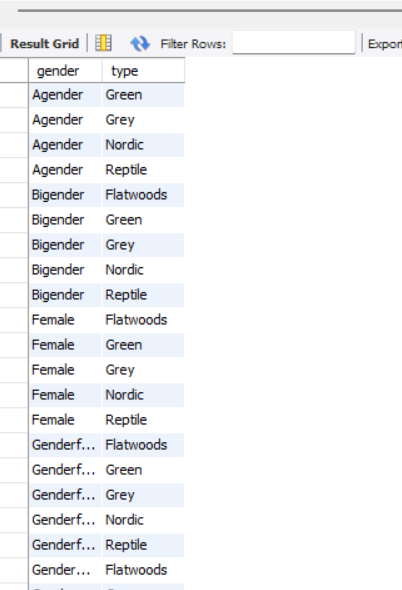 Result Grid Filter Rows: Export
gender type
Agender Green
Agender Grey
Agender Nordic
Agender Reptile
Bigender Flatwoods
Bigender Green
Bigender Grey
Bigender Nordic
Bigender Reptile
Female Flatwoods
Female Green
Female Grey
Female Nordic
Female Reptile
Genderf... Flatwoods
Genderf... Green
Genderf... Grey
Genderf... Nordic
Genderf... Reptile
Gender... Flatwoods